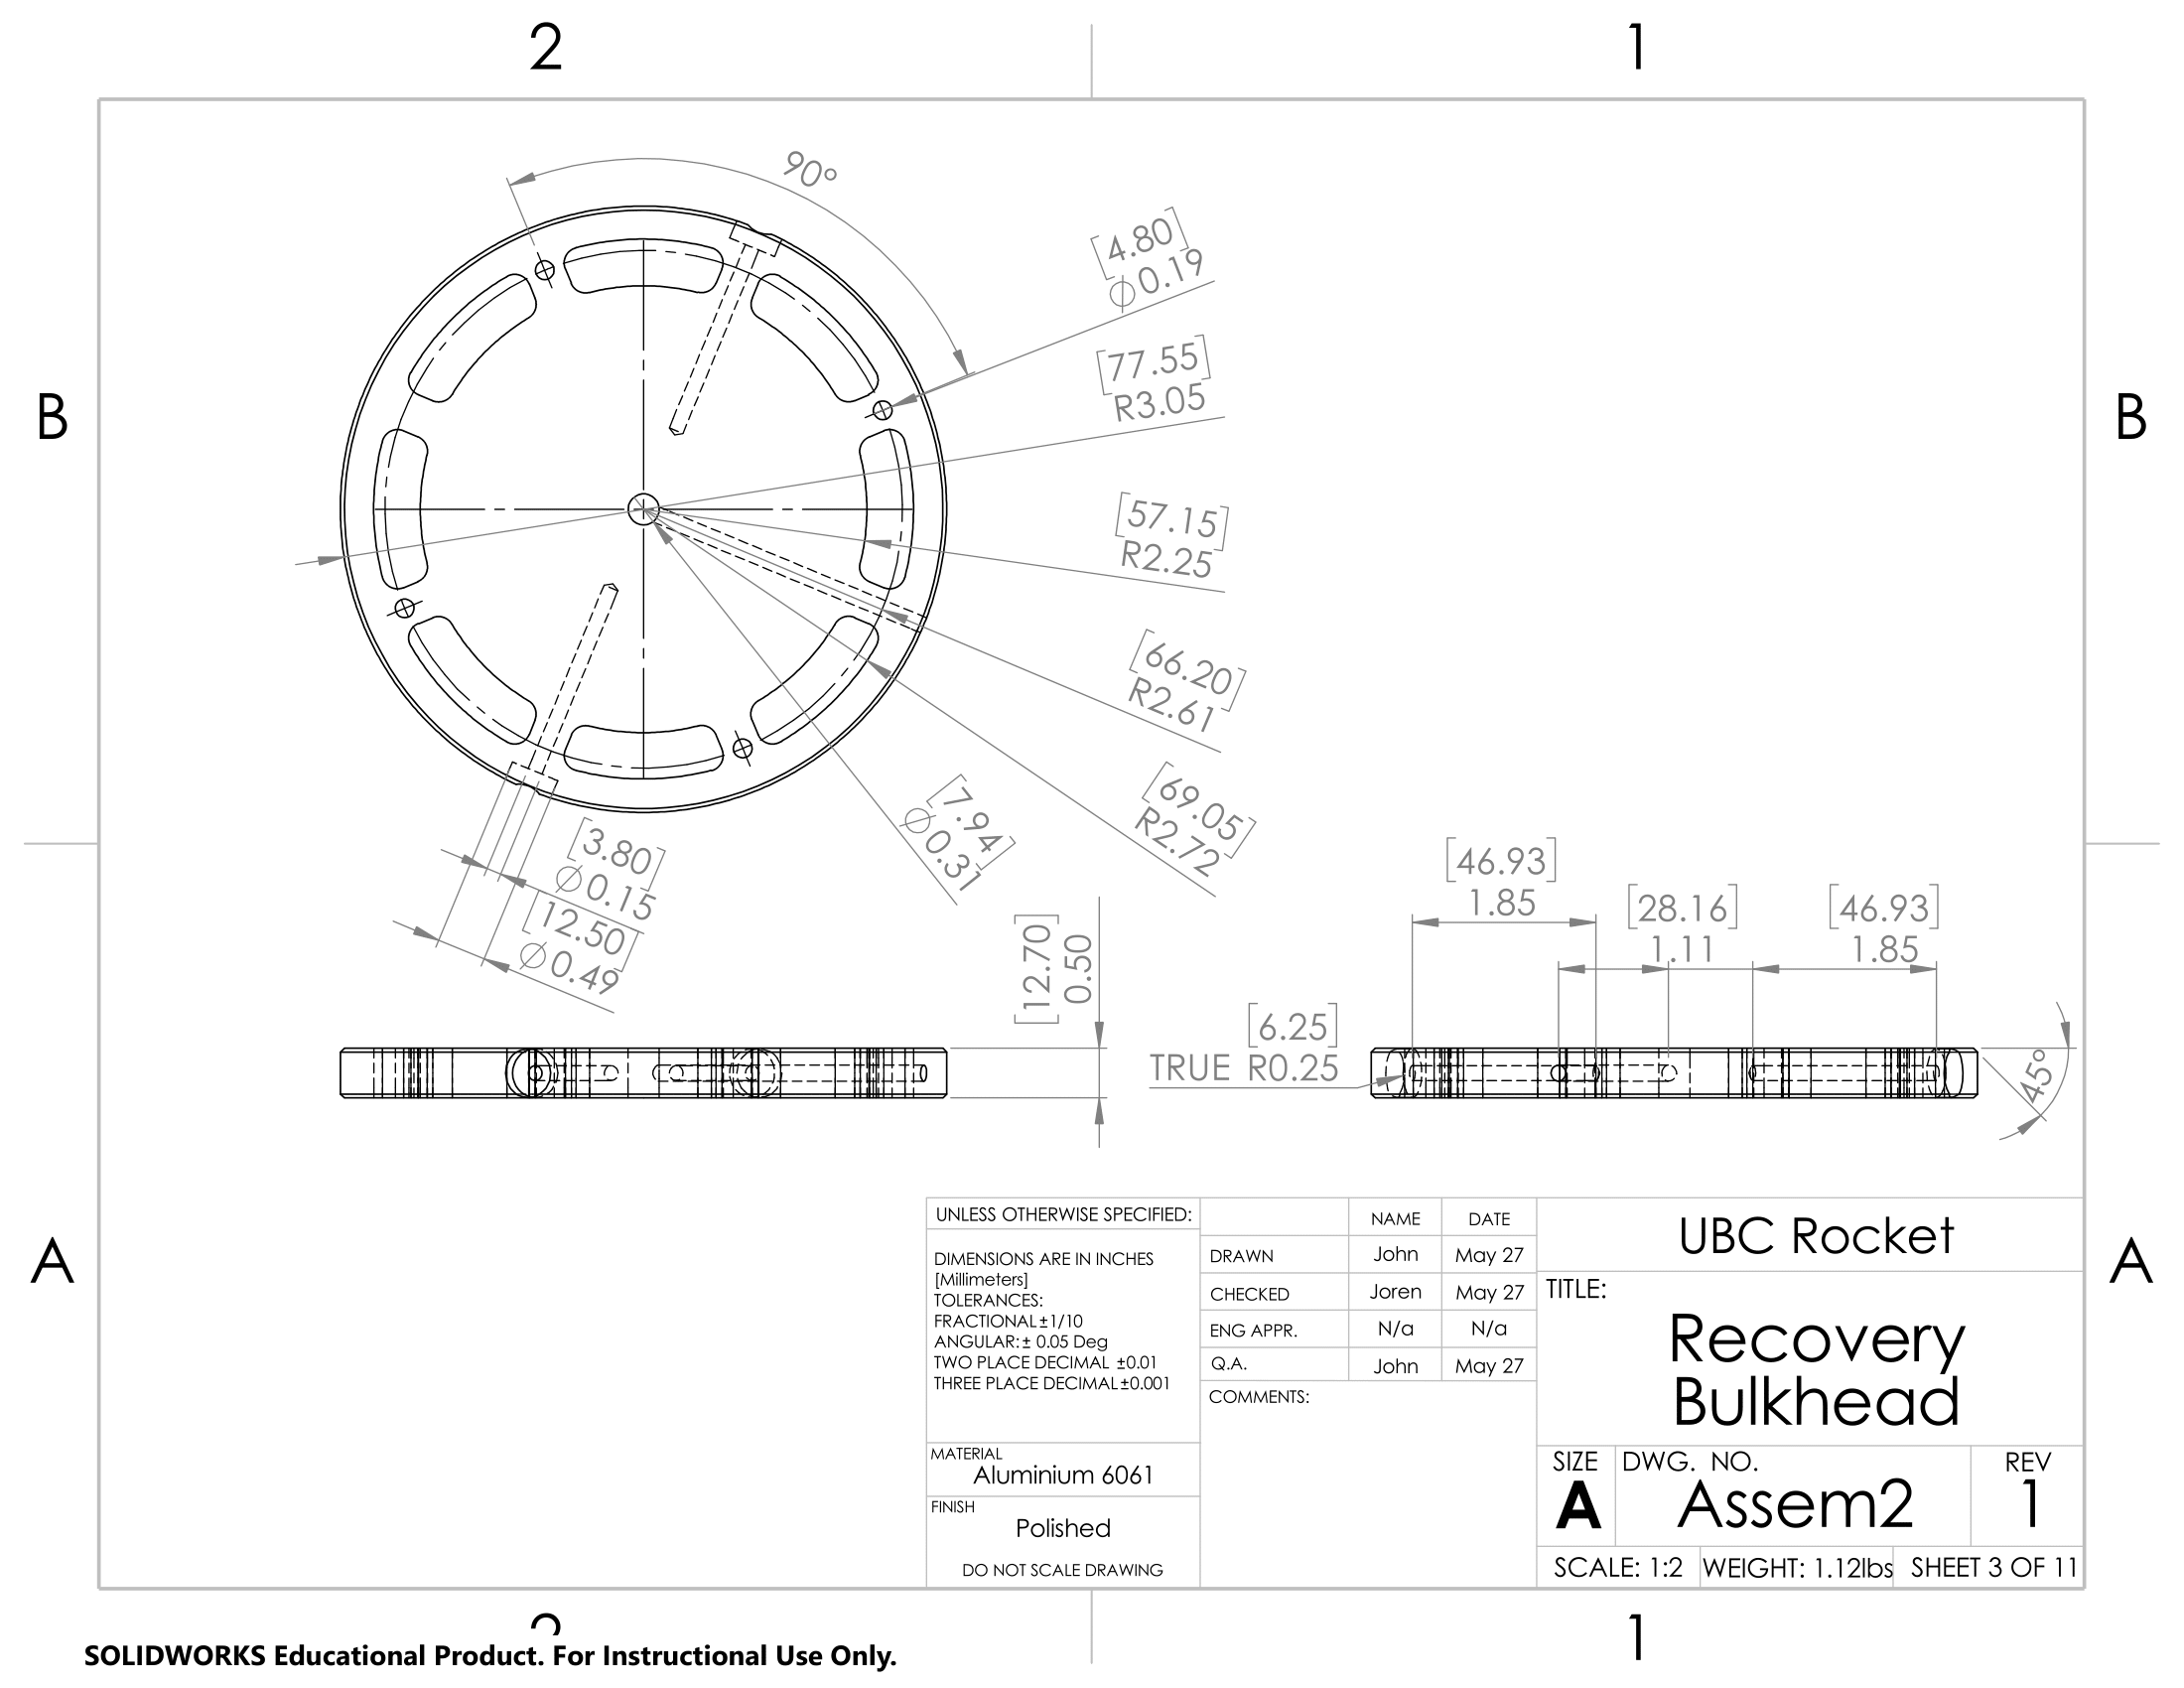 2
1
B
B
A
A
90°
[4.80]
∅0.19
[77.55]
R3.05
[57.15]
R2.25
[66.20]
R2.61
[69.05]
R2.72
[7.94]
∅0.31
[3.80]
∅0.15
[12.50]
∅0.49
[12.70]
0.50
[46.93]
1.85
[28.16]
1.11
[46.93]
1.85
[6.25]
TRUE R0.25
45°
UNLESS OTHERWISE SPECIFIED:
DIMENSIONS ARE IN INCHES
[Millimeters]
TOLERANCES:
FRACTIONAL±1/10
ANGULAR:± 0.05 Deg
TWO PLACE DECIMAL ±0.01
THREE PLACE DECIMAL±0.001
MATERIAL
Aluminium 6061
FINISH
Polished
DO NOT SCALE DRAWING
NAME DATE
DRAWN John May 27
CHECKED Joren May 27
ENG APPR. N/a N/a
Q.A. John May 27
COMMENTS:
UBC Rocket
TITLE:
Recovery
Bulkhead
SIZE DWG. NO. REV
A Assem2 1
SCALE: 1:2 WEIGHT: 1.12lbs SHEET 3 OF 11
2
1
SOLIDWORKS Educational Product. For Instructional Use Only.